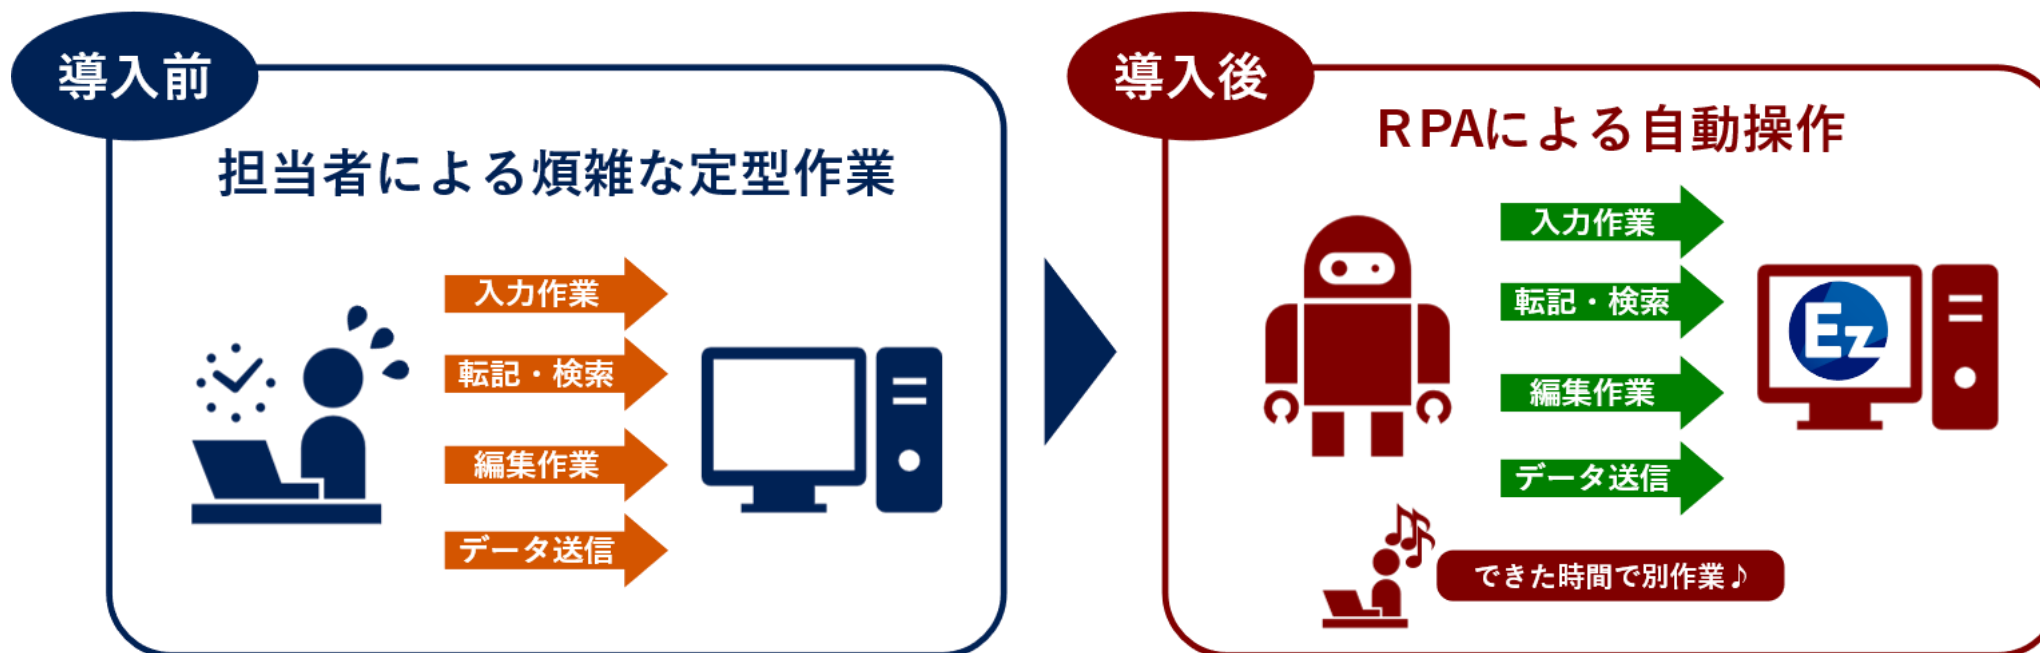 導入前
担当者による煩雑な定型作業
入力作業
転記・検索
編集作業
データ送信
導入後
RPAによる自動操作
入力作業
転記・検索
編集作業
データ送信
Ez
できた時間で別作業♪